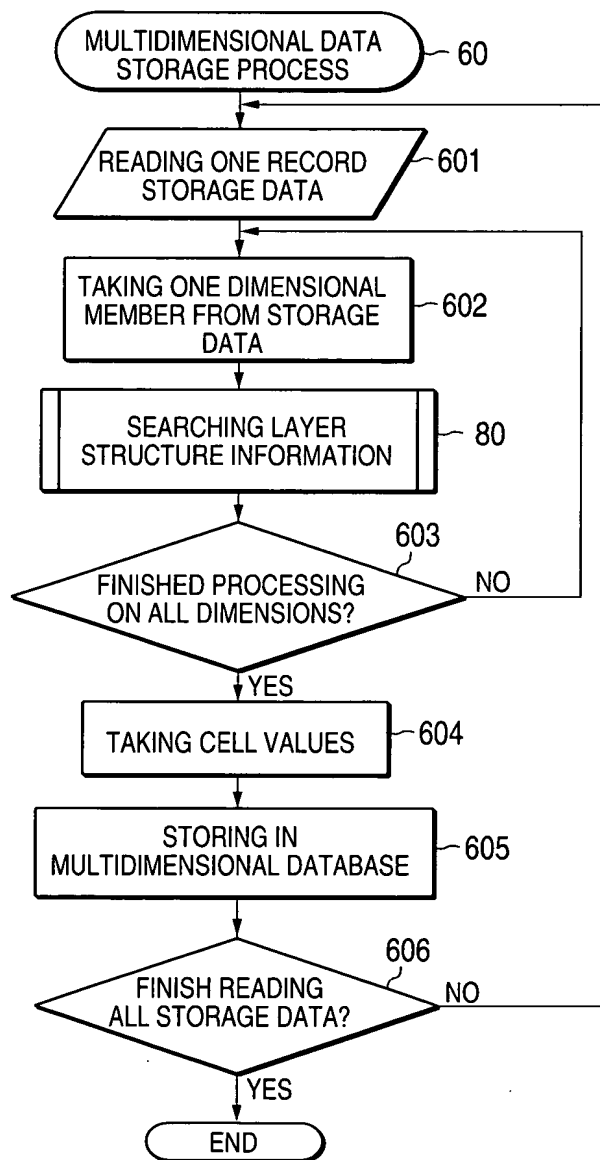 MULTIDIMENSIONAL DATA
STORAGE PROCESS
60
READING ONE RECORD
STORAGE DATA
601
TAKING ONE DIMENSIONAL
MEMBER FROM STORAGE
DATA
602
SEARCHING LAYER
STRUCTURE INFORMATION
80
603
FINISHED PROCESSING
ON ALL DIMENSIONS?
NO
YES
TAKING CELL VALUES
604
STORING IN
MULTIDIMENSIONAL DATABASE
605
606
FINISH READING
ALL STORAGE DATA?
NO
YES
END